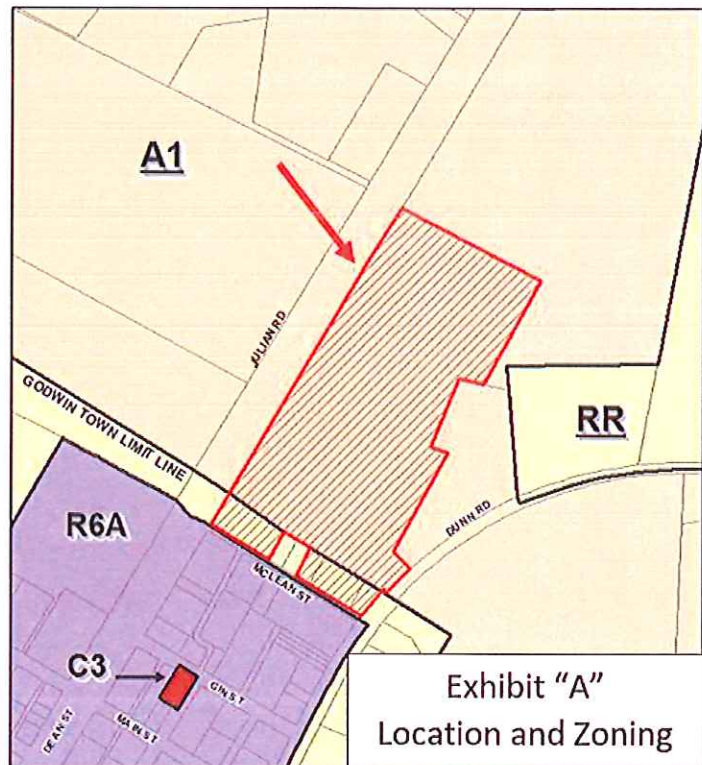 A1
JULIAN RD
GODWIN TOWN LIMIT LINE
RR
DUNN RD
R6A
MCLEAN ST
C3
GIN ST
MAIN ST
DEAN ST
Exhibit "A"
Location and Zoning